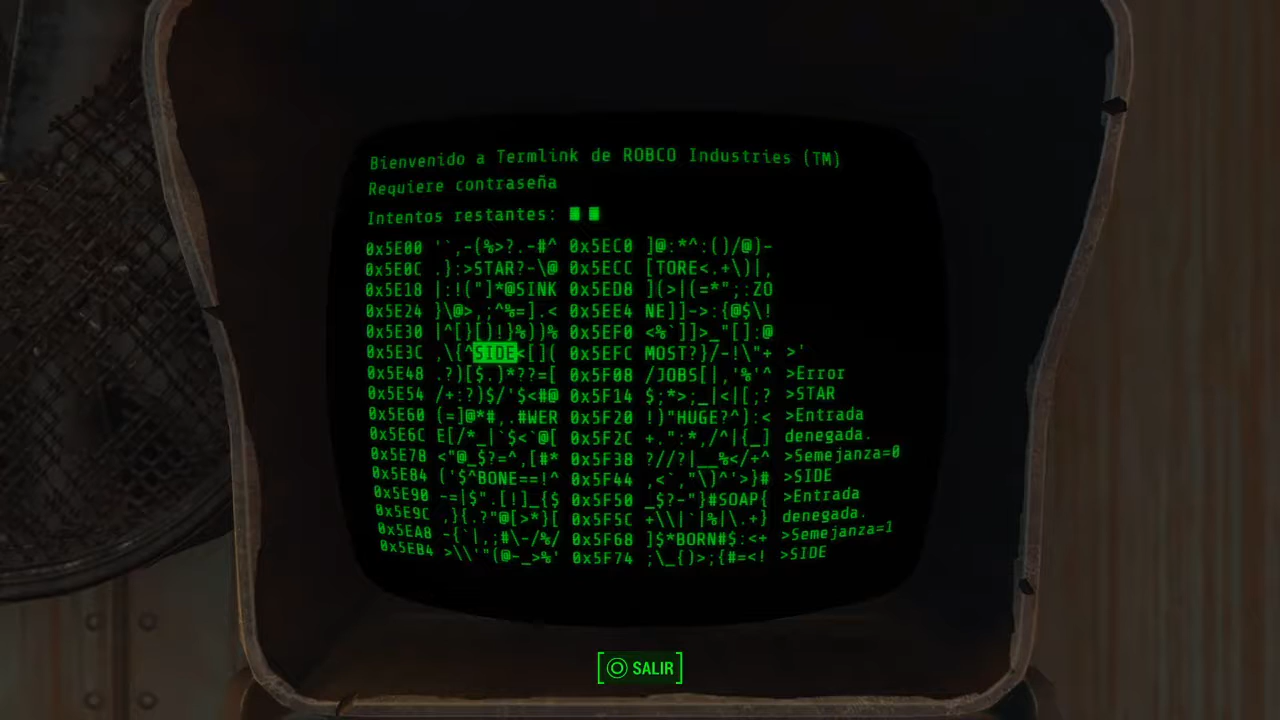 Bienvenido a Termlink de ROBCO Industries (TM)
Requiere contraseña
Intentos restantes:
0x5E00 '`,-(%>?.-#^ 0x5EC0 ]@:*^:()/@)-
0x5E0C .}:>STAR?-\@ 0x5ECC [TORE<.+\)|,
0x5E18 |:!("]*@SINK 0x5ED8 ](>|(=*";:ZO
0x5E24 }\@>,;^%=].< 0x5EE4 NE]]->:{@$\!
0x5E30 |^[}[)!}%))% 0x5EF0 <%`]]>_"[]:@
0x5E3C ,\{^SIDE<[]( 0x5EFC MOST?}/-!\"+ >'
0x5E48 .?)[$.)*??=[ 0x5F08 /JOBS[|,'%'^ >Error
0x5E54 /+:?)$/'$<#@ 0x5F14 $;*>;_|<|[;? >STAR
0x5E60 (=]@*#,.#WER 0x5F20 !)"HUGE?^):< >Entrada
0x5E6C E[/*_|`$<`@[ 0x5F2C +.":*,/^|{_] denegada.
0x5E78 <"@_$?=^,[#* 0x5F38 ?//?|__%</+^ >Semejanza=0
0x5E84 ('$^BONE==!^ 0x5F44 ,<`,"\)^'>}# >SIDE
0x5E90 -=|$".[!]_{$ 0x5F50 _$?-"}#SOAP{ >Entrada
0x5E9C ,}{.?"@[>*}[ 0x5F5C +\\|`|%|\.+} denegada.
0x5EA8 -{`|,;#\-/%/ 0x5F68 ]$*BORN#$:<+ >Semejanza=1
0x5EB4 >\\'"(@-_>%' 0x5F74 ;\_{)>;{#=<! >SIDE
SALIR